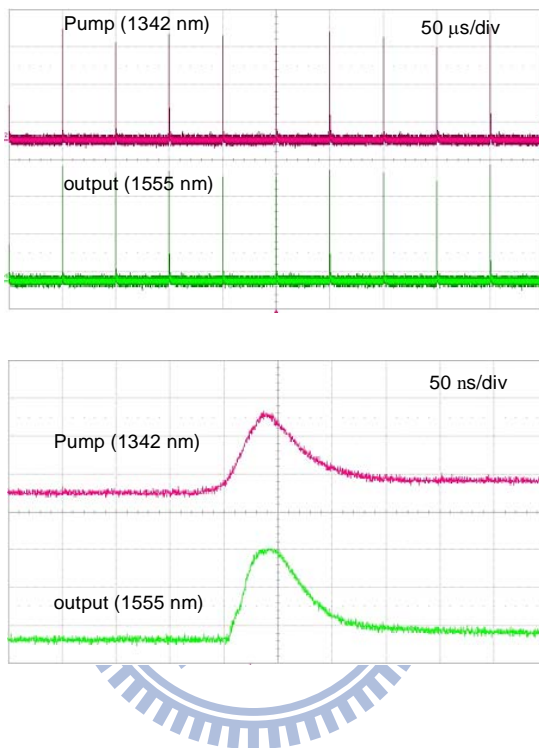 Pump (1342 nm)
50 μs/div
output (1555 nm)
50 ns/div
Pump (1342 nm)
output (1555 nm)